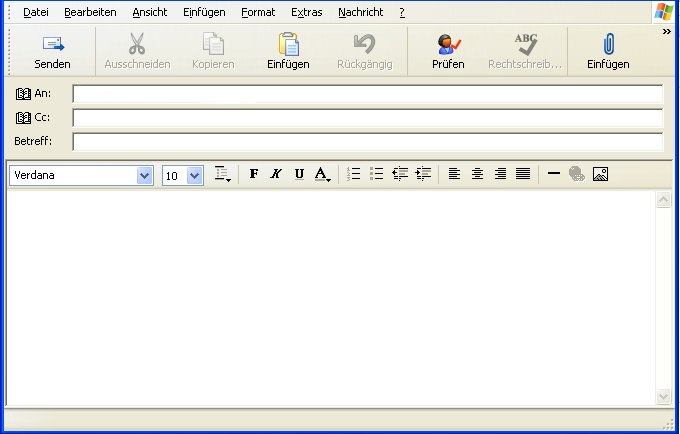 Datei Bearbeiten Ansicht Einfügen Format Extras Nachricht ?
Senden Ausschneiden Kopieren Einfügen Rückgängig Prüfen ABC Rechtschreib... Einfügen
An:
Cc:
Betreff:
Verdana 10 F K U A